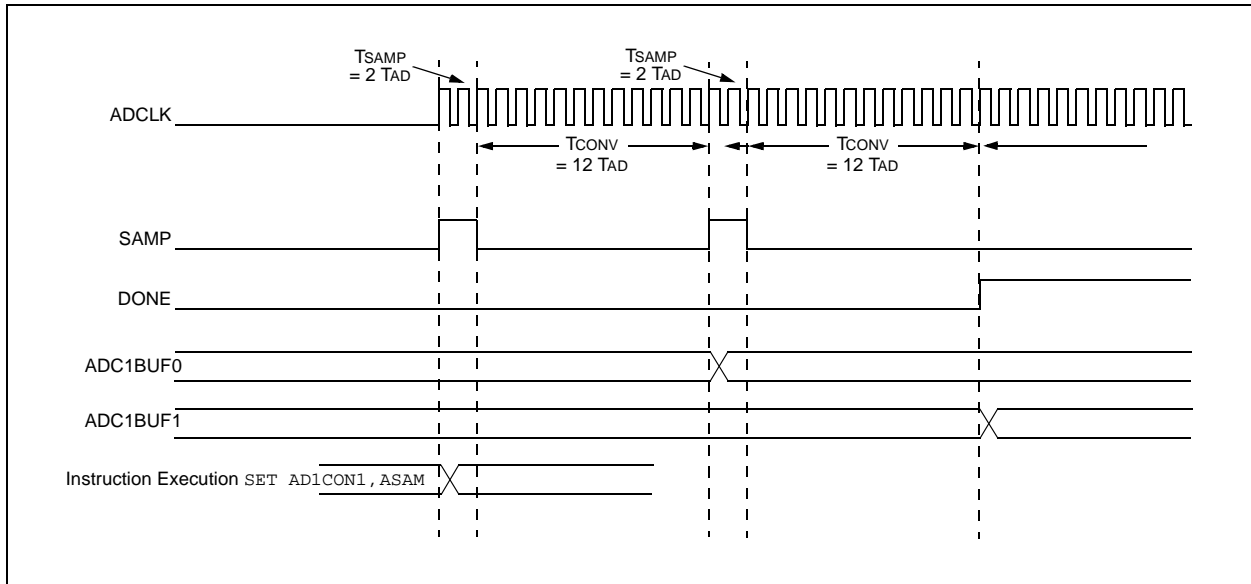 TSAMP
= 2 TAD
TSAMP
= 2 TAD
ADCLK
TCONV
= 12 TAD
TCONV
= 12 TAD
SAMP
DONE
ADC1BUF0
ADC1BUF1
Instruction Execution SET AD1CON1,ASAM